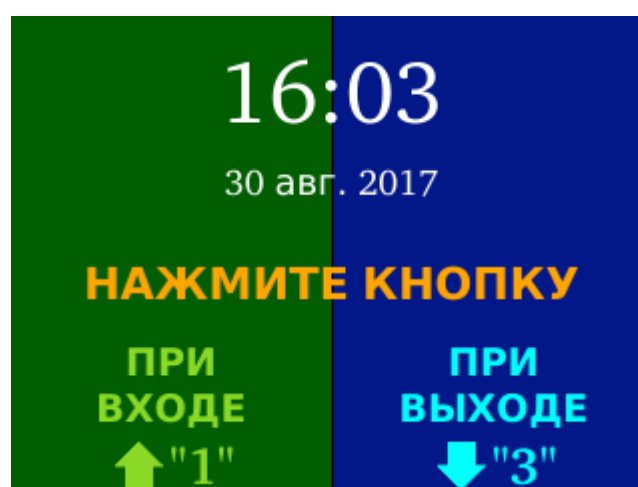 16:03
30 авг. 2017
НАЖМИТЕ КНОПКУ
ПРИ
ВХОДЕ
"1"
ПРИ
ВЫХОДЕ
"3"